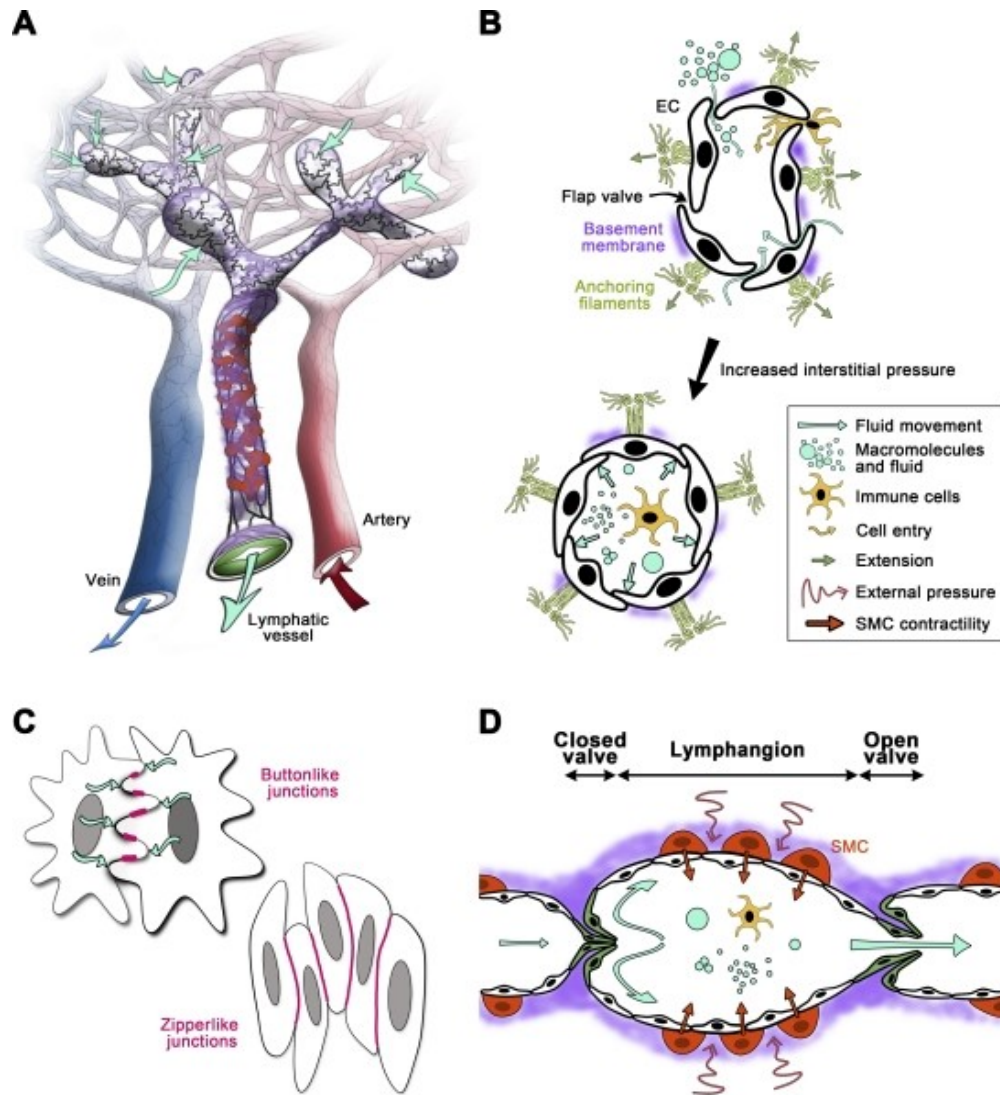 A
Vein
Artery
Lymphatic
vessel
B
EC
Flap valve
Basement
membrane
Anchoring
filaments
Increased interstitial pressure
Fluid movement
Macromolecules
and fluid
Immune cells
Cell entry
Extension
External pressure
SMC contractility
C
Buttonlike
junctions
Zipperlike
junctions
D
Closed
valve
Lymphangion
Open
valve
SMC